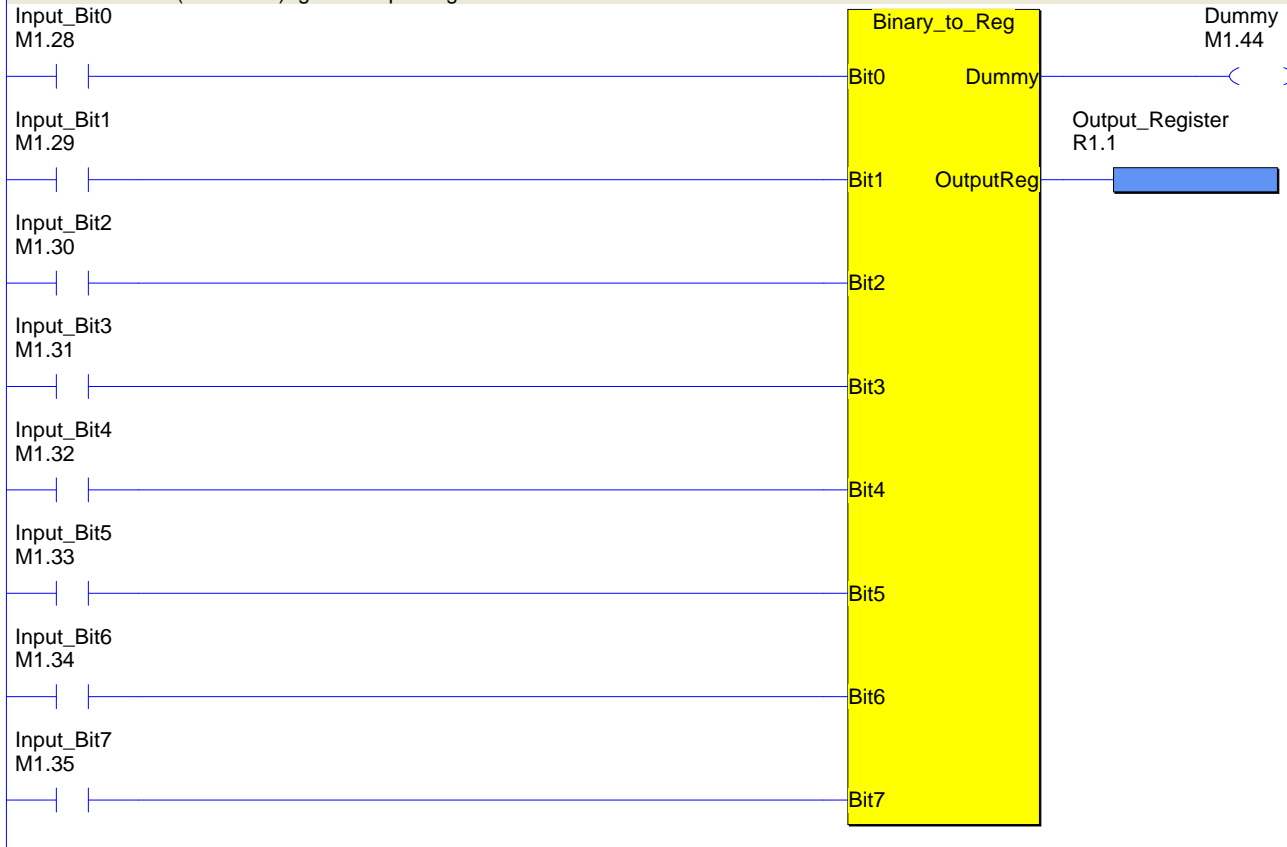 Input_Bit0
M1.28
Binary_to_Reg
Dummy
M1.44
Bit0
Dummy
Input_Bit1
M1.29
Output_Register
R1.1
Bit1
OutputReg
Input_Bit2
M1.30
Bit2
Input_Bit3
M1.31
Bit3
Input_Bit4
M1.32
Bit4
Input_Bit5
M1.33
Bit5
Input_Bit6
M1.34
Bit6
Input_Bit7
M1.35
Bit7